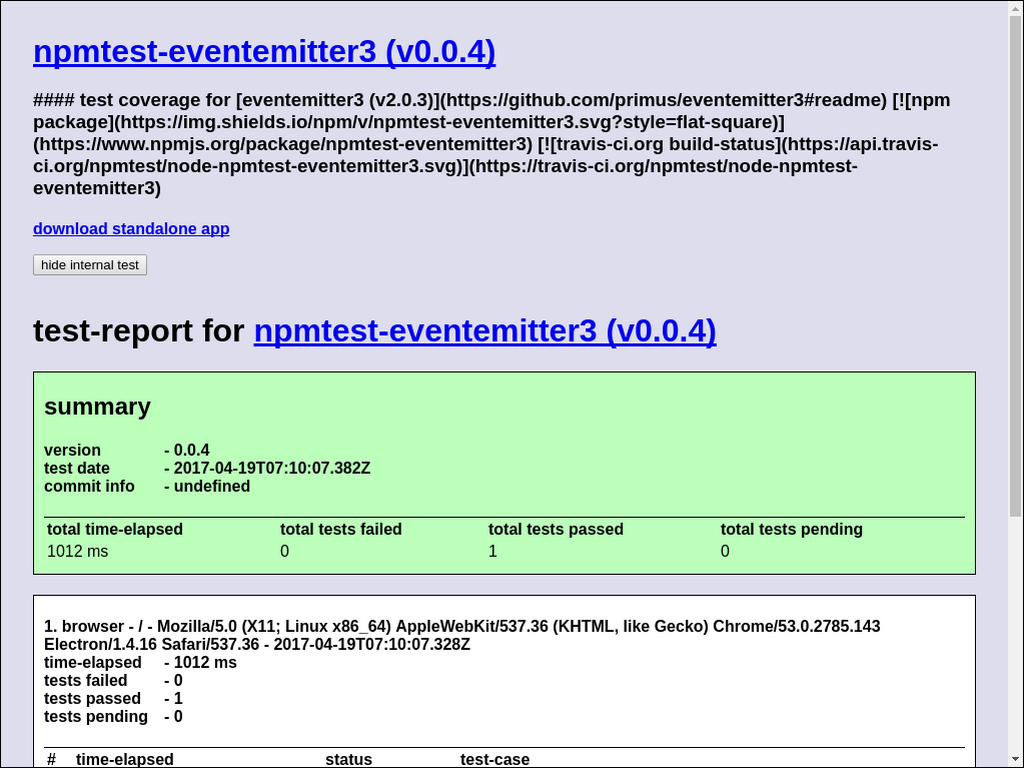 npmtest-eventemitter3 (v0.0.4)
#### test coverage for [eventemitter3 (v2.0.3)](https://github.com/primus/eventemitter3#readme) [![npm
package](https://img.shields.io/npm/v/npmtest-eventemitter3.svg?style=flat-square)]
(https://www.npmjs.org/package/npmtest-eventemitter3) [![travis-ci.org build-status](https://api.travis-
ci.org/npmtest/node-npmtest-eventemitter3.svg)](https://travis-ci.org/npmtest/node-npmtest-
eventemitter3)
download standalone app
hide internal test
test-report for npmtest-eventemitter3 (v0.0.4)
summary
version - 0.0.4
test date - 2017-04-19T07:10:07.382Z
commit info - undefined
total time-elapsed total tests failed total tests passed total tests pending
1012 ms 0 1 0
1. browser - / - Mozilla/5.0 (X11; Linux x86_64) AppleWebKit/537.36 (KHTML, like Gecko) Chrome/53.0.2785.143
Electron/1.4.16 Safari/537.36 - 2017-04-19T07:10:07.328Z
time-elapsed - 1012 ms
tests failed - 0
tests passed - 1
tests pending - 0
# time-elapsed status test-case